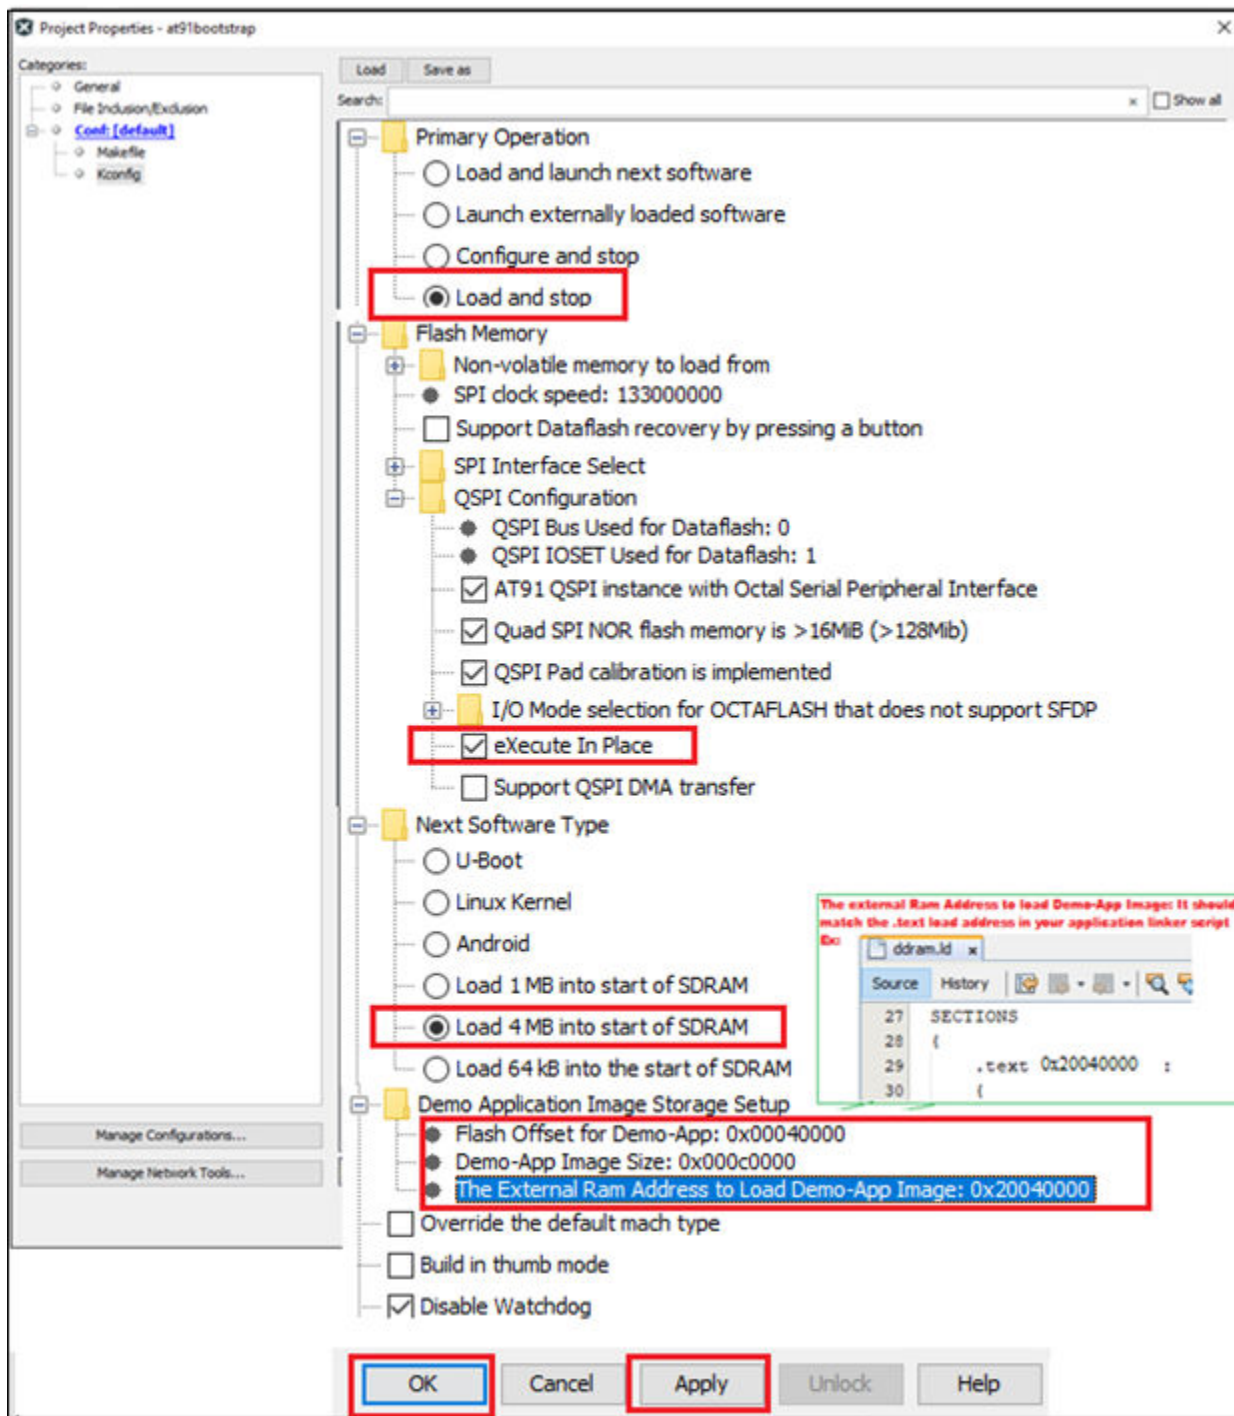 Project Properties - at91bootstrap
Categories:
General
File Inclusion/Exclusion
Conf: [default]
Makefile
Kconfig
Manage Configurations...
Manage Network Tools...
Load Save as
Search: Show all
Primary Operation
Load and launch next software
Launch externally loaded software
Configure and stop
Load and stop
Flash Memory
Non-volatile memory to load from
SPI clock speed: 133000000
Support Dataflash recovery by pressing a button
SPI Interface Select
QSPI Configuration
QSPI Bus Used for Dataflash: 0
QSPI IOSET Used for Dataflash: 1
AT91 QSPI instance with Octal Serial Peripheral Interface
Quad SPI NOR flash memory is >16MiB (>128Mib)
QSPI Pad calibration is implemented
I/O Mode selection for OCTAFLASH that does not support SFDP
eXecute In Place
Support QSPI DMA transfer
Next Software Type
U-Boot
Linux Kernel
Android
Load 1 MB into start of SDRAM
Load 4 MB into start of SDRAM
Load 64 kB into the start of SDRAM
The external Ram Address to load Demo-App Image: It should
match the .text load address in your application linker script
Ex:
ddram.ld
Source History
27 SECTIONS
28 {
29 .text 0x20040000 :
30 {
Demo Application Image Storage Setup
Flash Offset for Demo-App: 0x00040000
Demo-App Image Size: 0x000c0000
The External Ram Address to Load Demo-App Image: 0x20040000
Override the default mach type
Build in thumb mode
Disable Watchdog
OK Cancel Apply Unlock Help